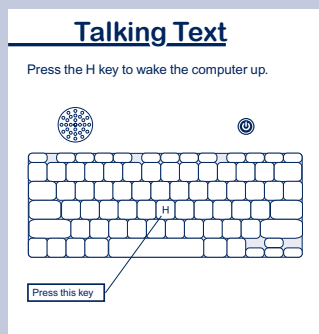 Talking Text
Press the H key to wake the computer up.
H
Press this key